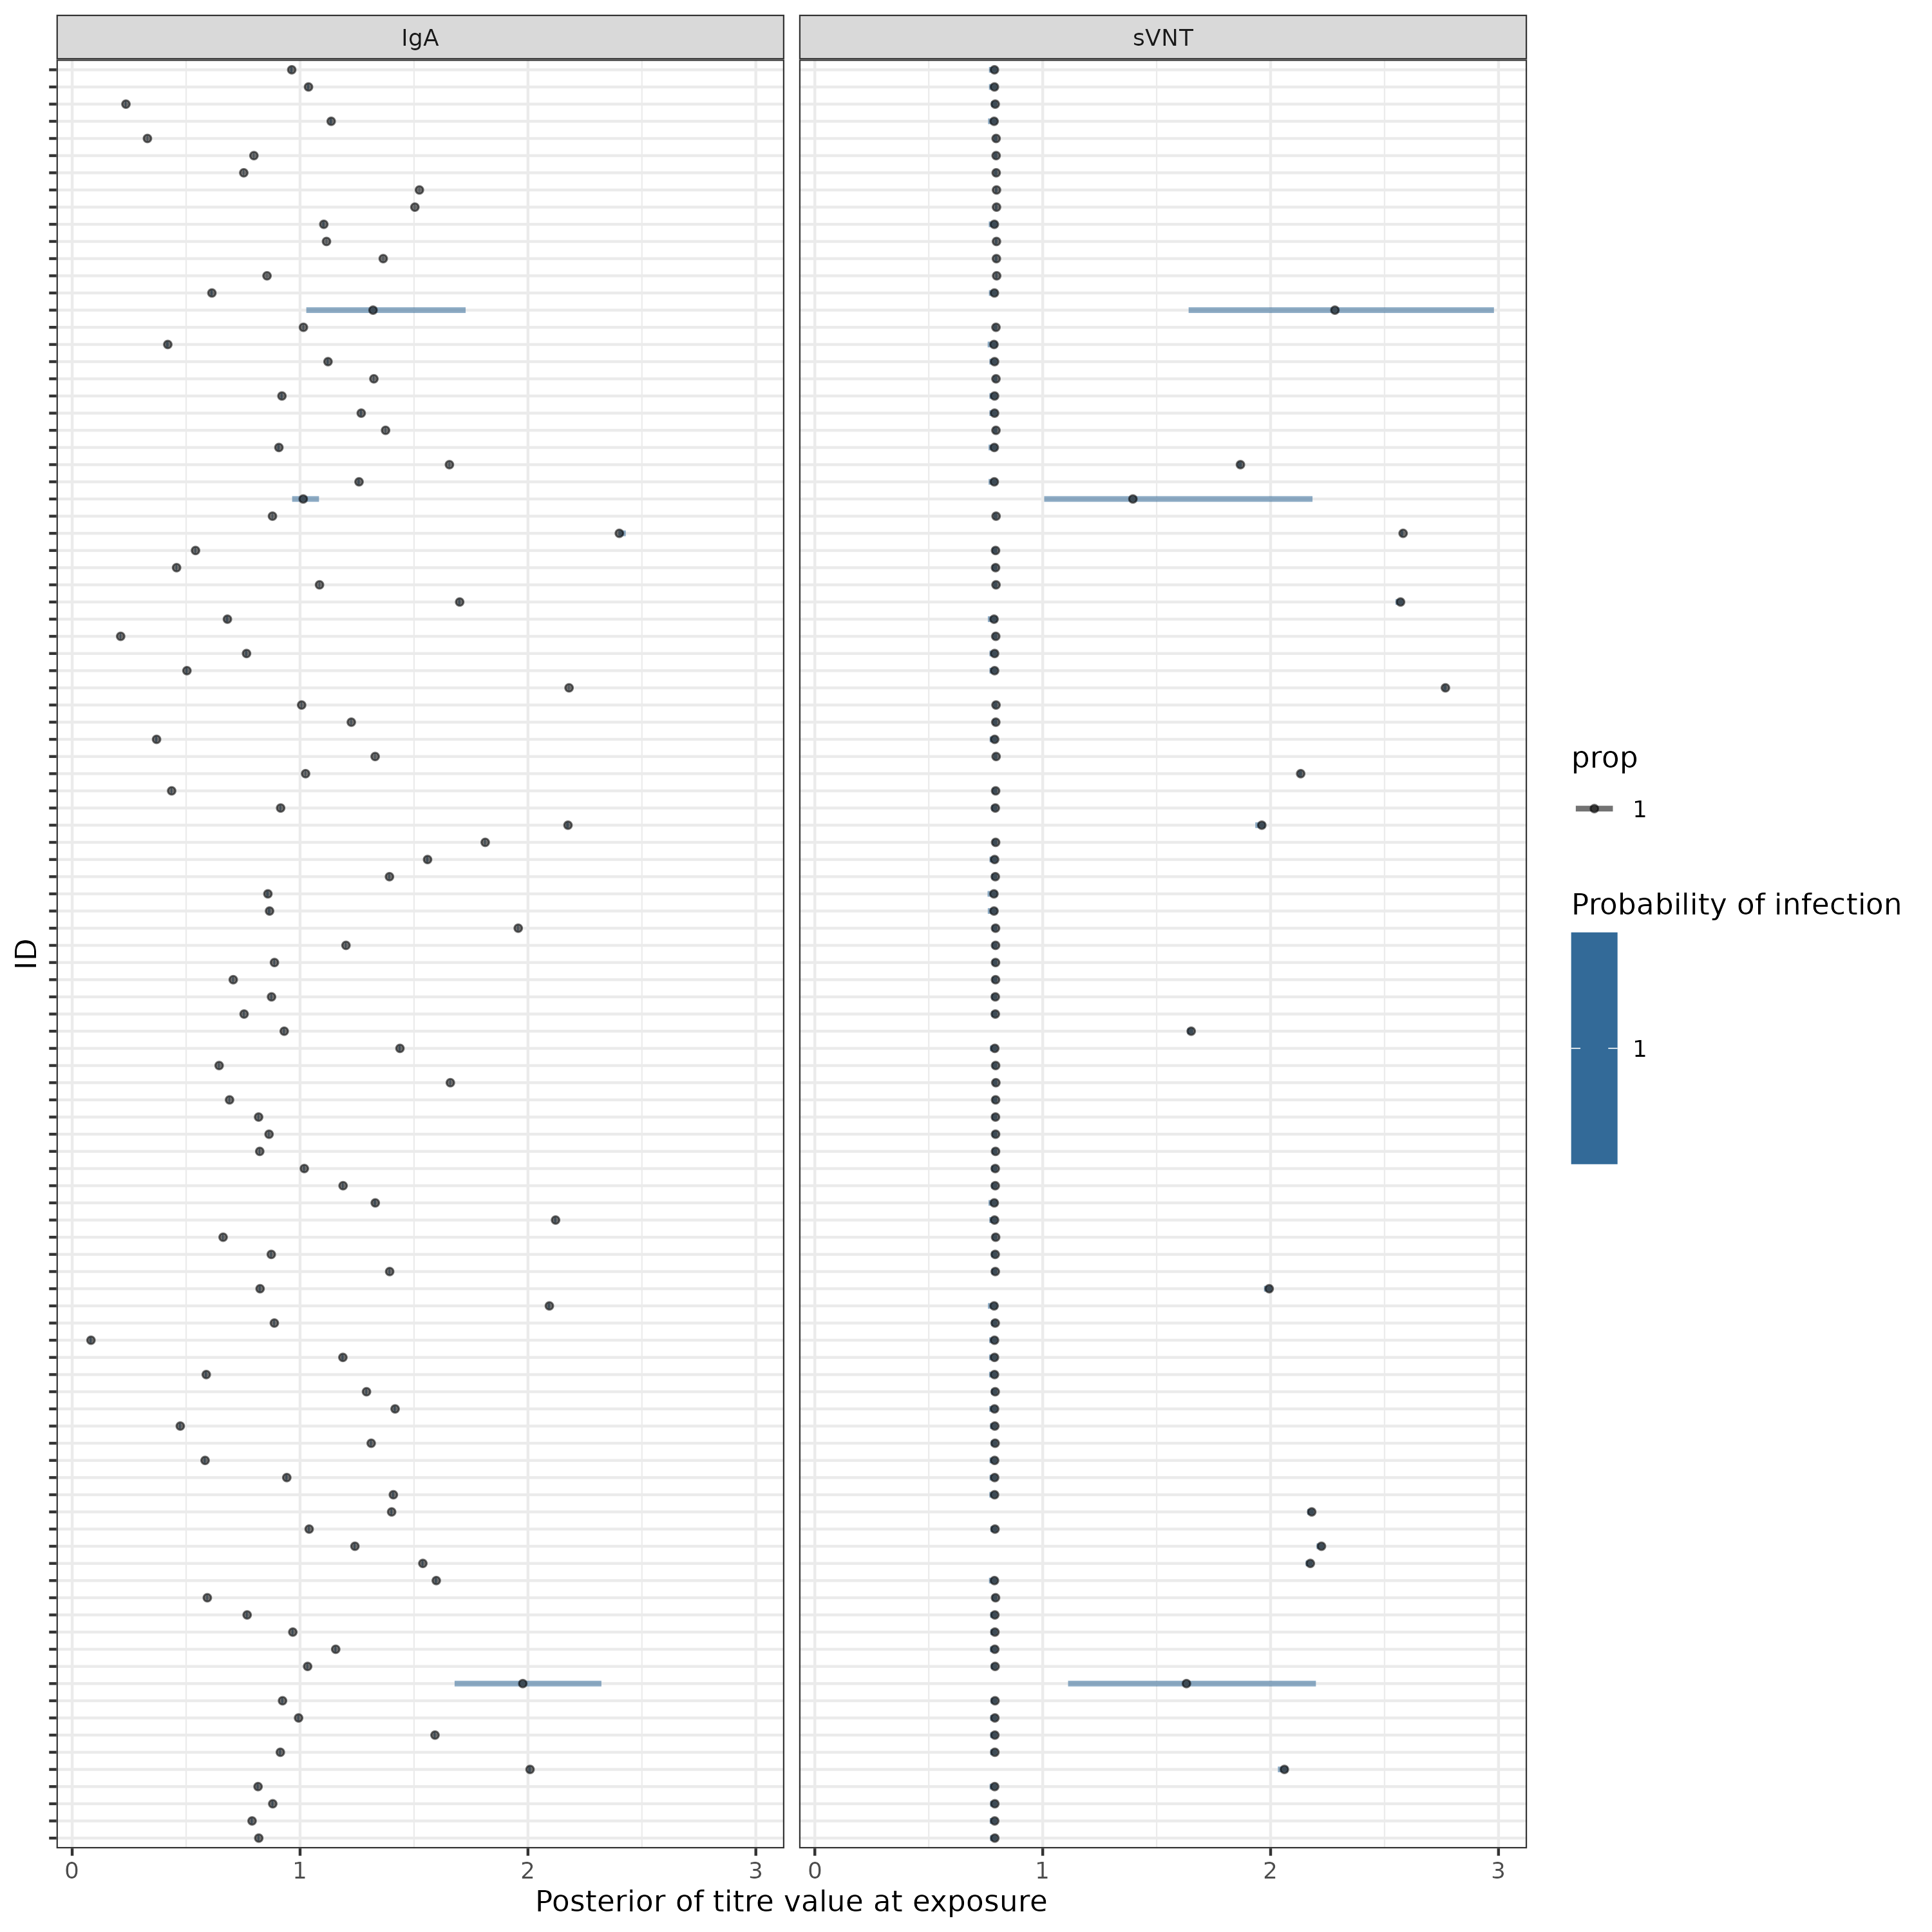 IgA
sVNT
ID
0 1 2 3
0 1 2 3
Posterior of titre value at exposure
prop
1
Probability of infection
1